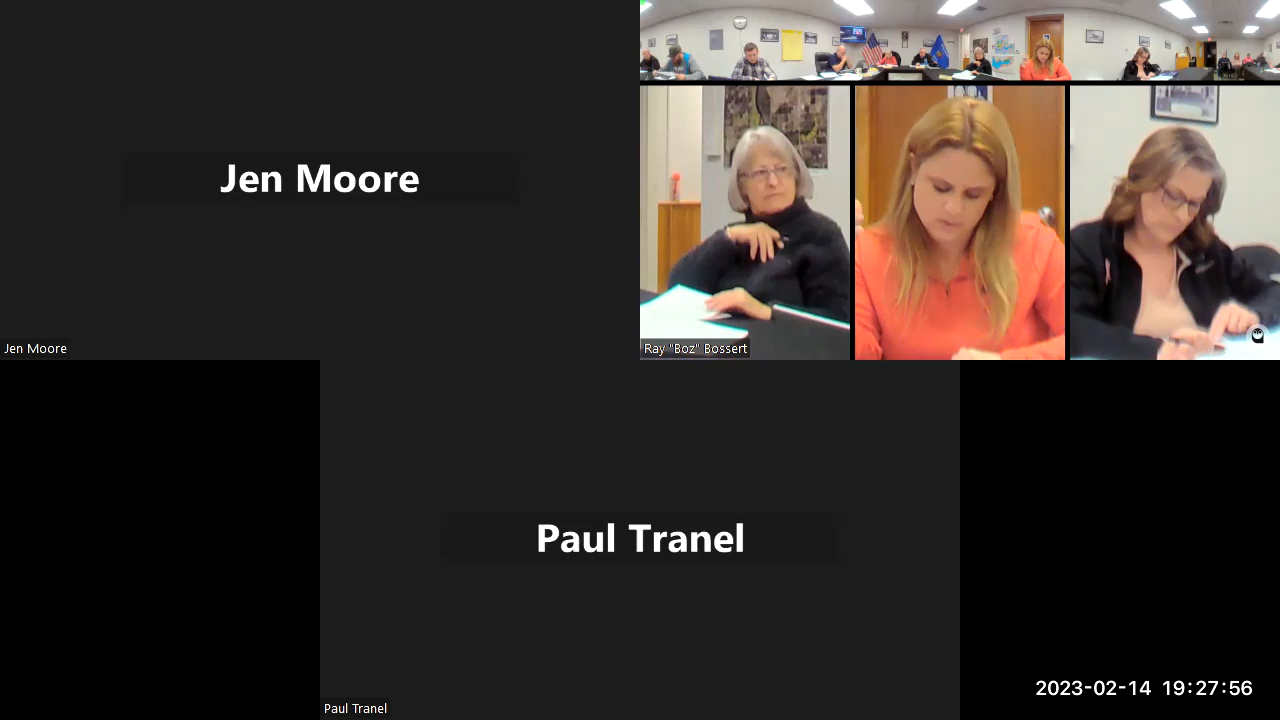 Jen Moore
Jen Moore
Ray "Boz" Bossert
Paul Tranel
Paul Tranel
2023-02-14 19:27:56